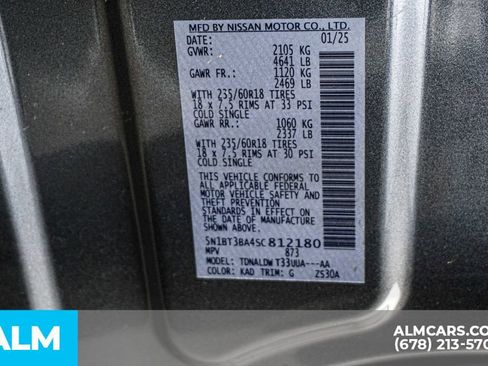 MFD BY NISSAN MOTOR CO., LTD.
DATE: 01/25
GVWR: 2105 KG
4641 LB
GAWR FR.: 1120 KG
2469 LB
WITH 235/60R18 TIRES
18 x 7.5 RIMS AT 33 PSI
COLD SINGLE
GAWR RR.: 1060 KG
2337 LB
WITH 235/60R18 TIRES
18 x 7.5 RIMS AT 30 PSI
COLD SINGLE
THIS VEHICLE CONFORMS TO
ALL APPLICABLE FEDERAL
MOTOR VEHICLE SAFETY
AND THEFT PREVENTION
STANDARDS IN EFFECT ON
THE DATE OF MANUFACTURE
SHOWN ABOVE.
5N1BT3BA4SC812180
MPV 873
MODEL: TDNALDW T33UUA---AA
COLOR: KAD TRIM: G ZS30A
ALM
ALMCARS.COM
(678) 213-570